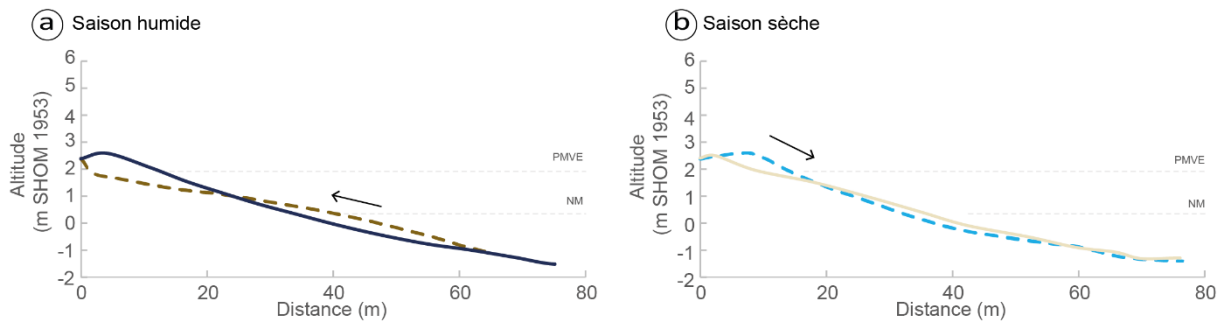 a Saison humide
6
5
4
3
2
1
0
-1
-2
Altitude
(m SHOM 1953)
PMVE
NM
0 20 40 60 80
Distance (m)
b Saison sèche
6
5
4
3
2
1
0
-1
-2
Altitude
(m SHOM 1953)
PMVE
NM
0 20 40 60 80
Distance (m)